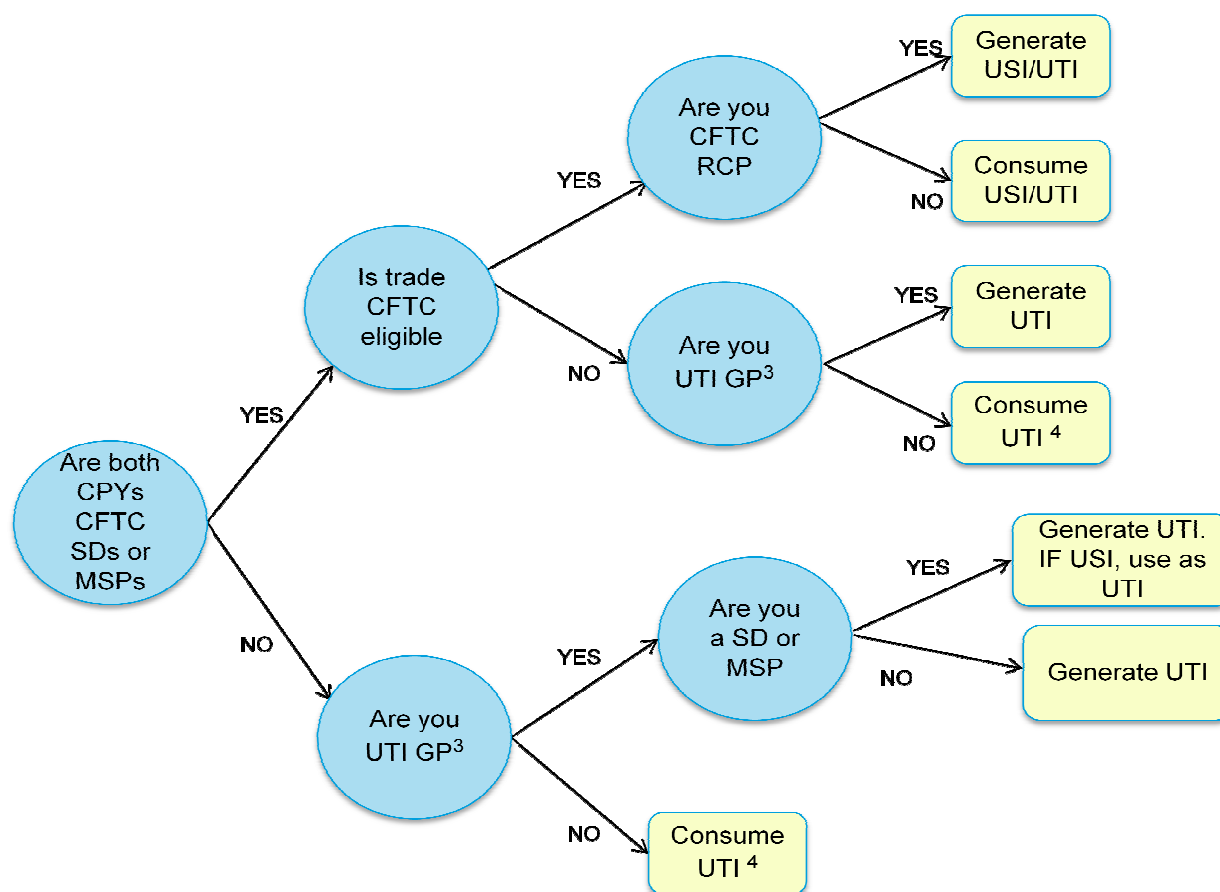 YES
Generate
USI/UTI
Are you
CFTC
RCP
Consume
USI/UTI
NO
YES
Is trade
CFTC
eligible
YES
Generate
UTI
Are you
UTI GP³
NO
Consume
UTI ⁴
NO
YES
Are both
CPYs
CFTC
SDs or
MSPs
Generate UTI.
IF USI, use as
UTI
YES
Are you
a SD or
MSP
NO
YES
Generate UTI
NO
Are you
UTI GP³
NO
Consume
UTI ⁴